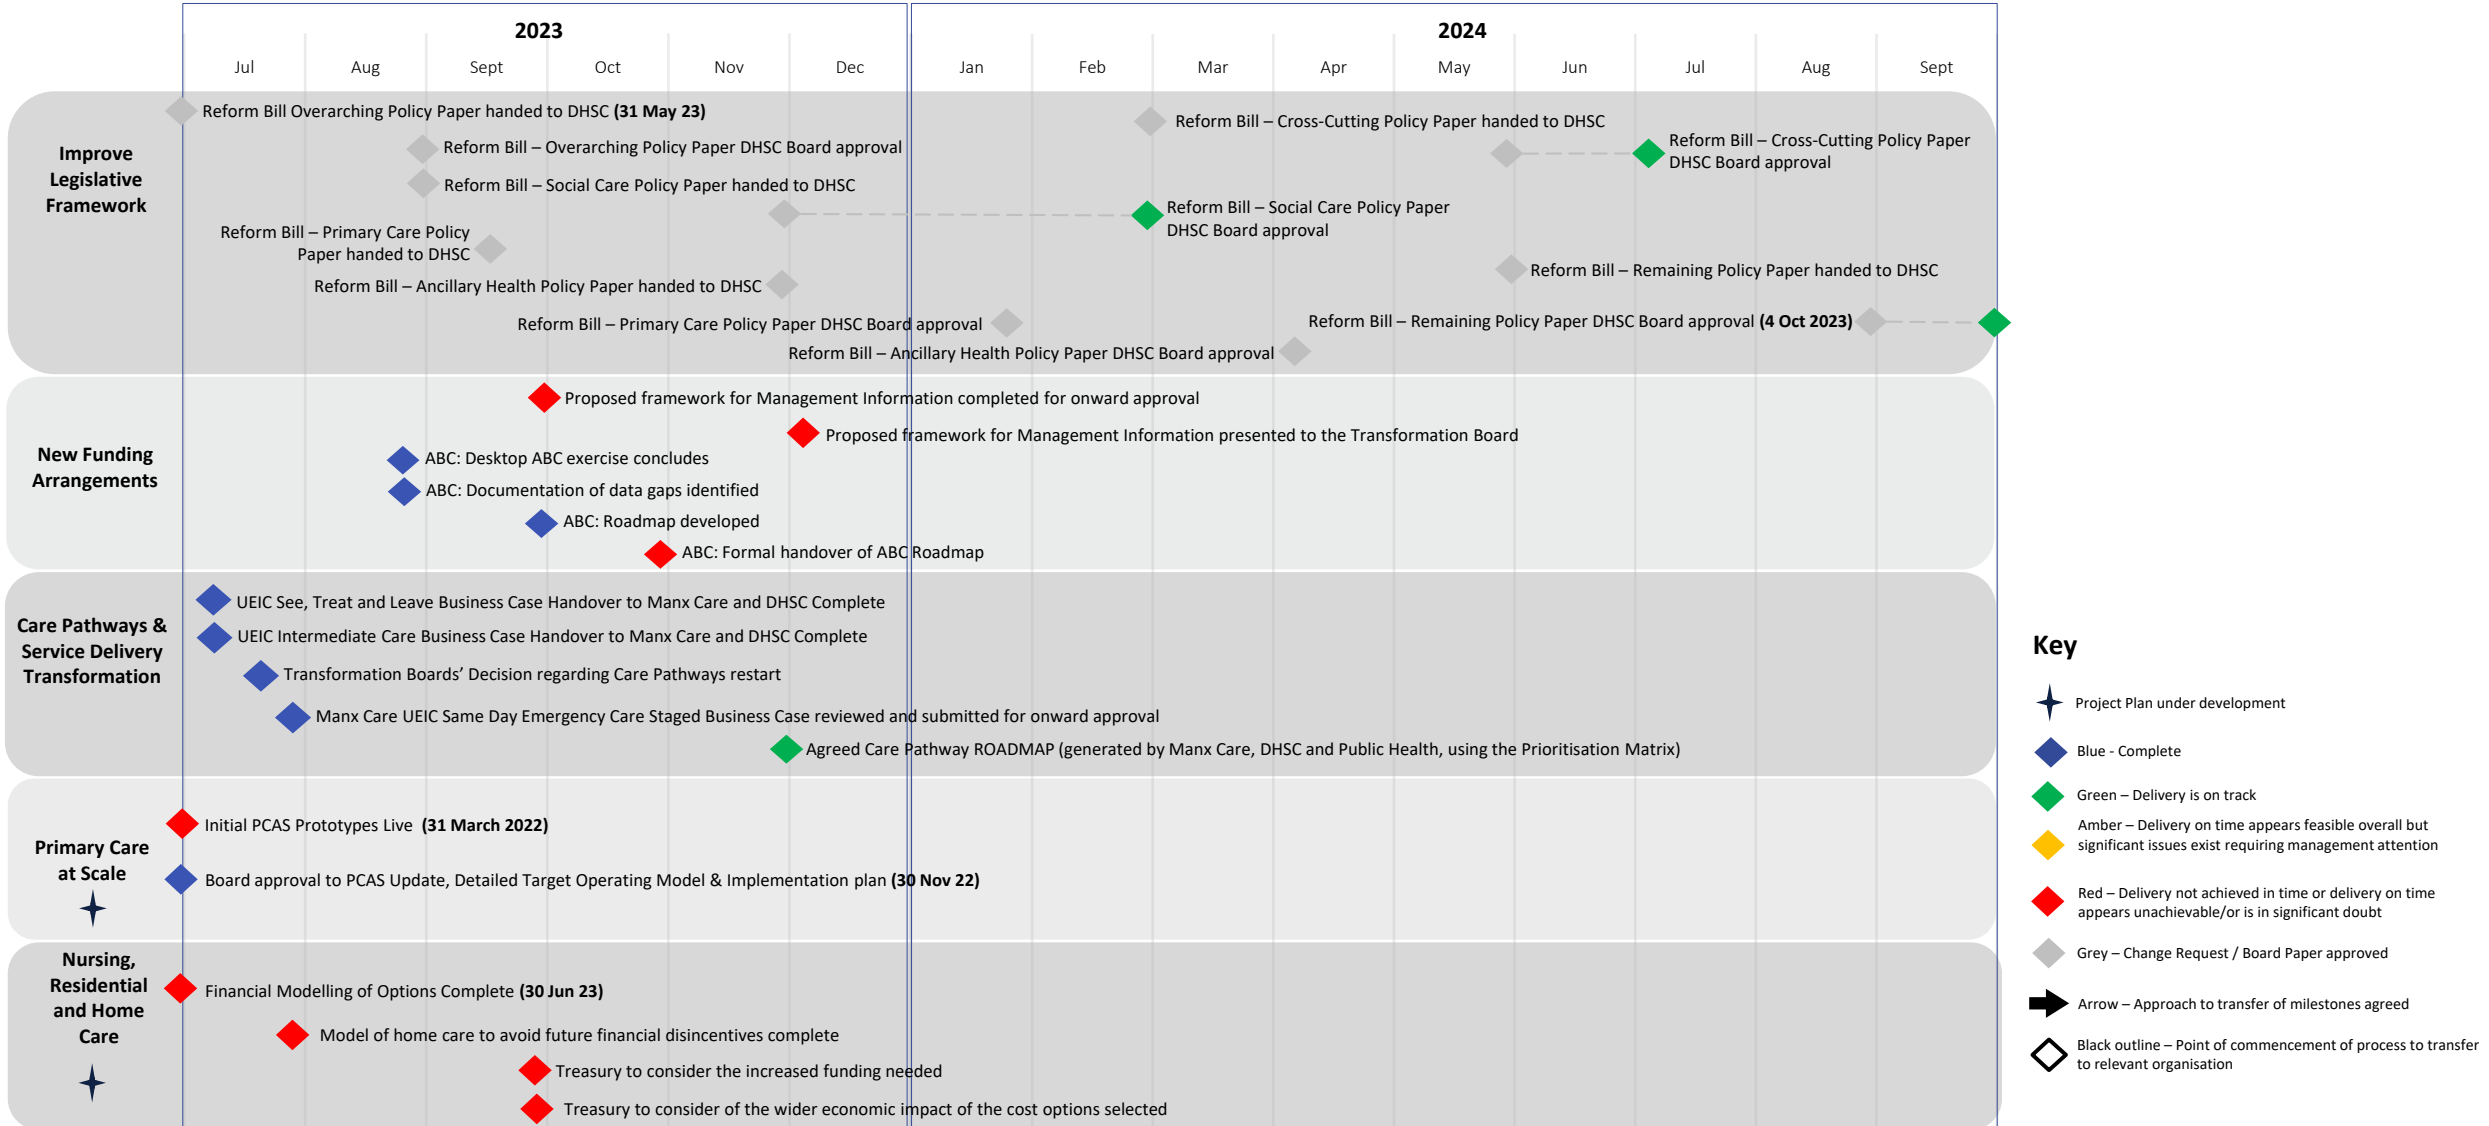 2023
2024
Jul
Aug
Sept
Oct
Nov
Dec
Jan
Feb
Mar
Apr
May
Jun
Jul
Aug
Sept
Improve
Legislative
Framework
Reform Bill Overarching Policy Paper handed to DHSC (31 May 23)
Reform Bill – Cross-Cutting Policy Paper handed to DHSC
Reform Bill – Overarching Policy Paper DHSC Board approval
Reform Bill – Cross-Cutting Policy Paper
DHSC Board approval
Reform Bill – Social Care Policy Paper handed to DHSC
Reform Bill – Social Care Policy Paper
DHSC Board approval
Reform Bill – Primary Care Policy
Paper handed to DHSC
Reform Bill – Remaining Policy Paper handed to DHSC
Reform Bill – Ancillary Health Policy Paper handed to DHSC
Reform Bill – Primary Care Policy Paper DHSC Board approval
Reform Bill – Remaining Policy Paper DHSC Board approval (4 Oct 2023)
Reform Bill – Ancillary Health Policy Paper DHSC Board approval
New Funding
Arrangements
Proposed framework for Management Information completed for onward approval
Proposed framework for Management Information presented to the Transformation Board
ABC: Desktop ABC exercise concludes
ABC: Documentation of data gaps identified
ABC: Roadmap developed
ABC: Formal handover of ABC Roadmap
Care Pathways &
Service Delivery
Transformation
UEIC See, Treat and Leave Business Case Handover to Manx Care and DHSC Complete
UEIC Intermediate Care Business Case Handover to Manx Care and DHSC Complete
Transformation Boards’ Decision regarding Care Pathways restart
Manx Care UEIC Same Day Emergency Care Staged Business Case reviewed and submitted for onward approval
Agreed Care Pathway ROADMAP (generated by Manx Care, DHSC and Public Health, using the Prioritisation Matrix)
Primary Care
at Scale
Initial PCAS Prototypes Live (31 March 2022)
Board approval to PCAS Update, Detailed Target Operating Model & Implementation plan (30 Nov 22)
Nursing,
Residential
and Home
Care
Financial Modelling of Options Complete (30 Jun 23)
Model of home care to avoid future financial disincentives complete
Treasury to consider the increased funding needed
Treasury to consider of the wider economic impact of the cost options selected
Key
Project Plan under development
Blue - Complete
Green – Delivery is on track
Amber – Delivery on time appears feasible overall but
significant issues exist requiring management attention
Red – Delivery not achieved in time or delivery on time
appears unachievable/or is in significant doubt
Grey – Change Request / Board Paper approved
Arrow – Approach to transfer of milestones agreed
Black outline – Point of commencement of process to transfer
to relevant organisation